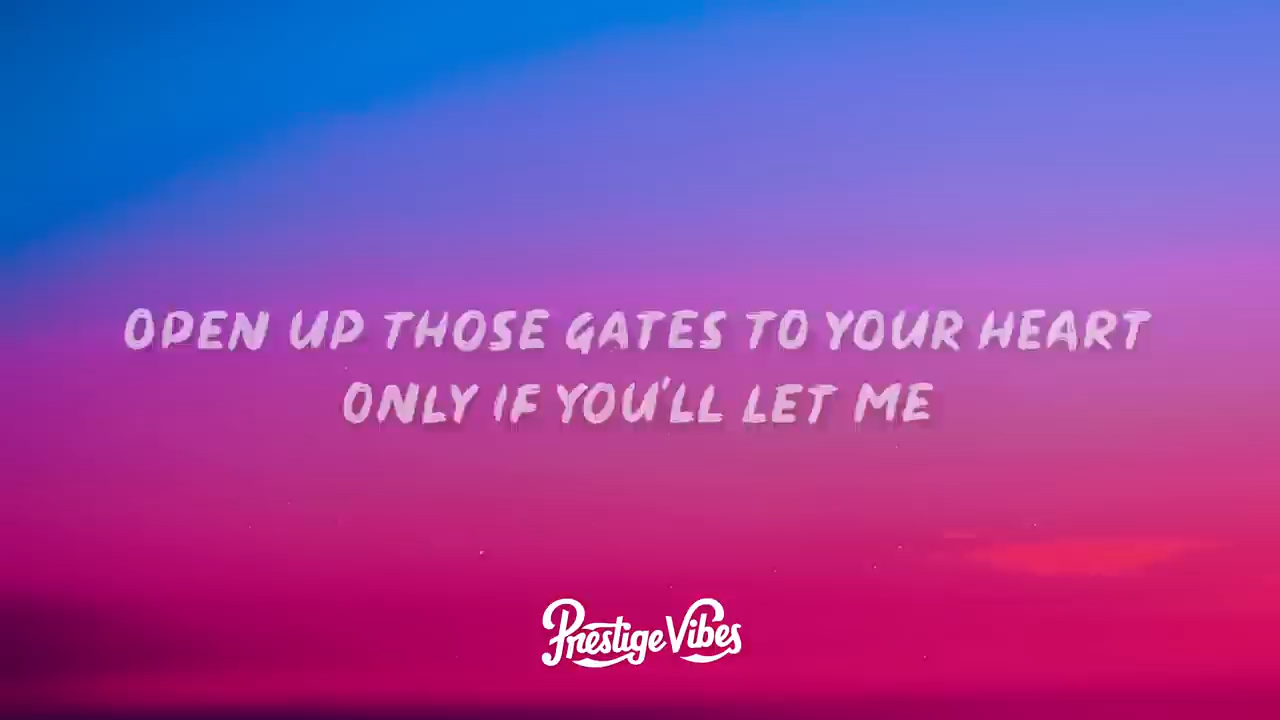 OPEN UP THOSE GATES TO YOUR HEART
ONLY IF YOU'LL LET ME
Prestige Vibes